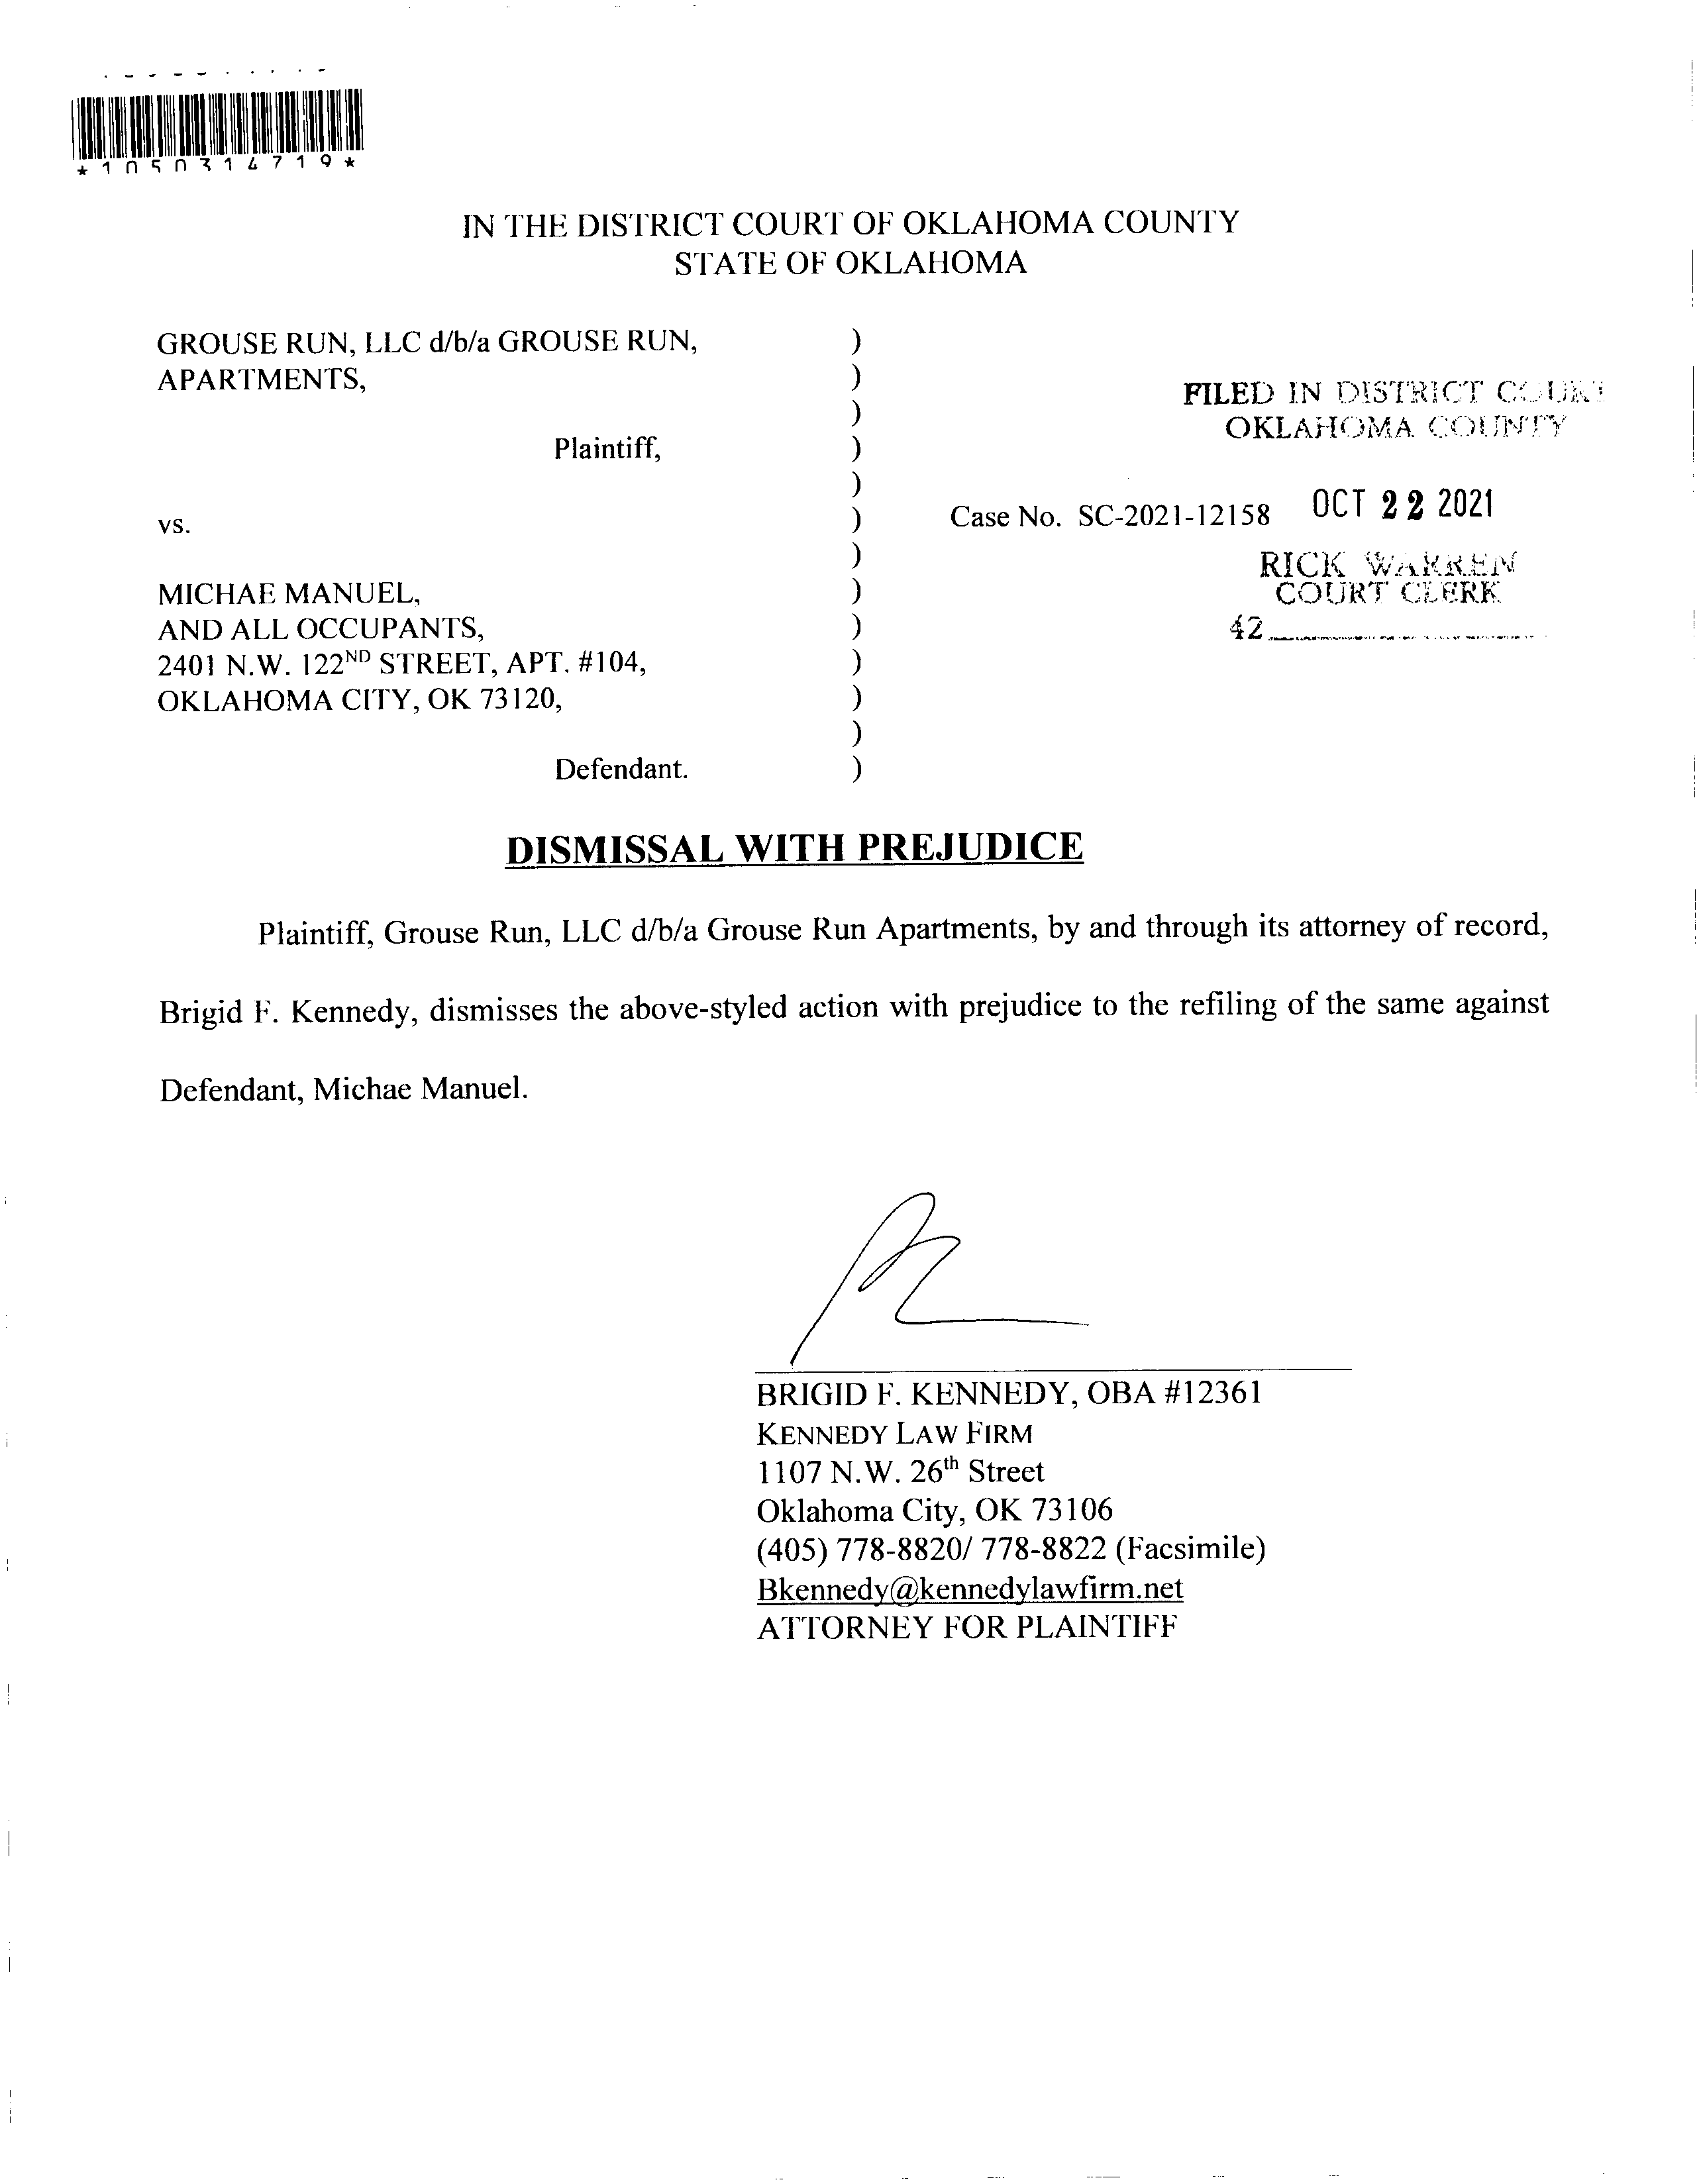 *1050314719*
IN THE DISTRICT COURT OF OKLAHOMA COUNTY
STATE OF OKLAHOMA
GROUSE RUN, LLC d/b/a GROUSE RUN, )
APARTMENTS, )
)
Plaintiff, )
)
vs. )
)
MICHAE MANUEL, )
AND ALL OCCUPANTS, )
2401 N.W. 122ND STREET, APT. #104, )
OKLAHOMA CITY, OK 73120, )
)
Defendant. )
FILED IN DISTRICT COURT
OKLAHOMA COUNTY
Case No. SC-2021-12158 OCT 22 2021
RICK WARREN
COURT CLERK
42
DISMISSAL WITH PREJUDICE
Plaintiff, Grouse Run, LLC d/b/a Grouse Run Apartments, by and through its attorney of record,
Brigid F. Kennedy, dismisses the above-styled action with prejudice to the refiling of the same against
Defendant, Michae Manuel.
BRIGID F. KENNEDY, OBA #12361
KENNEDY LAW FIRM
1107 N.W. 26th Street
Oklahoma City, OK 73106
(405) 778-8820/ 778-8822 (Facsimile)
Bkennedy@kennedylawfirm.net
ATTORNEY FOR PLAINTIFF